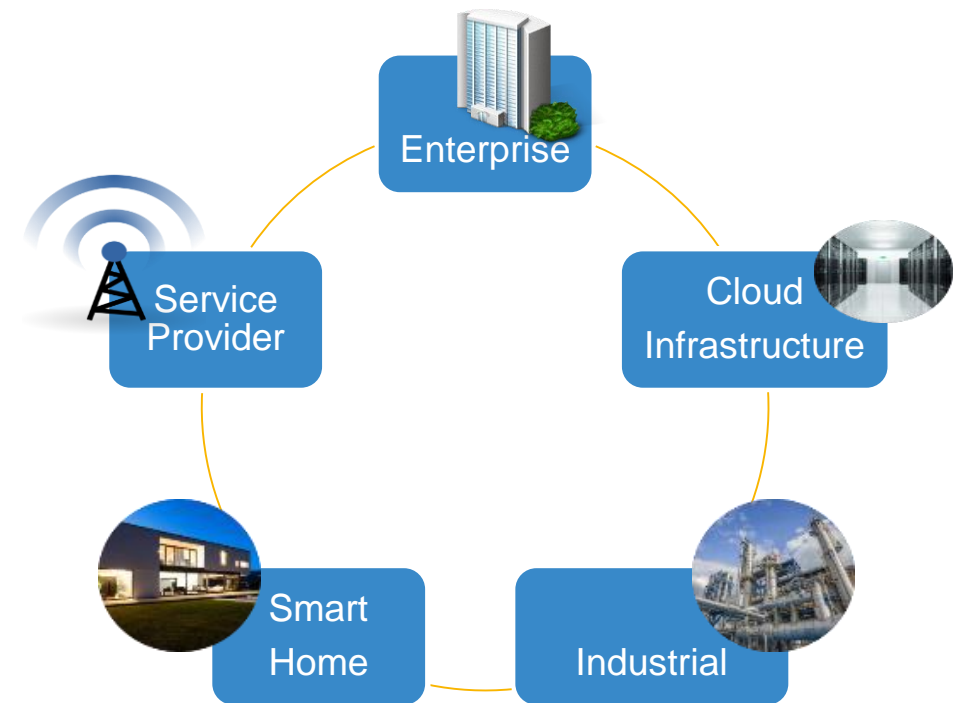 Enterprise
Cloud
Infrastructure
Industrial
Smart
Home
Service
Provider